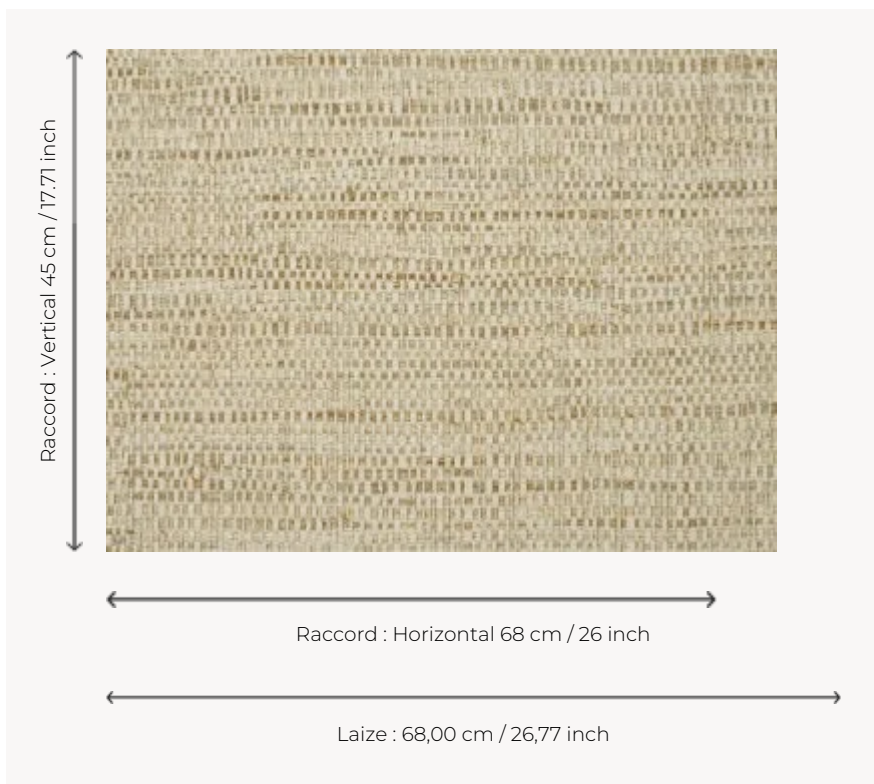 Raccord : Vertical 45 cm / 17.71 inch
Raccord : Horizontal 68 cm / 26 inch
Laize : 68,00 cm / 26,77 inch